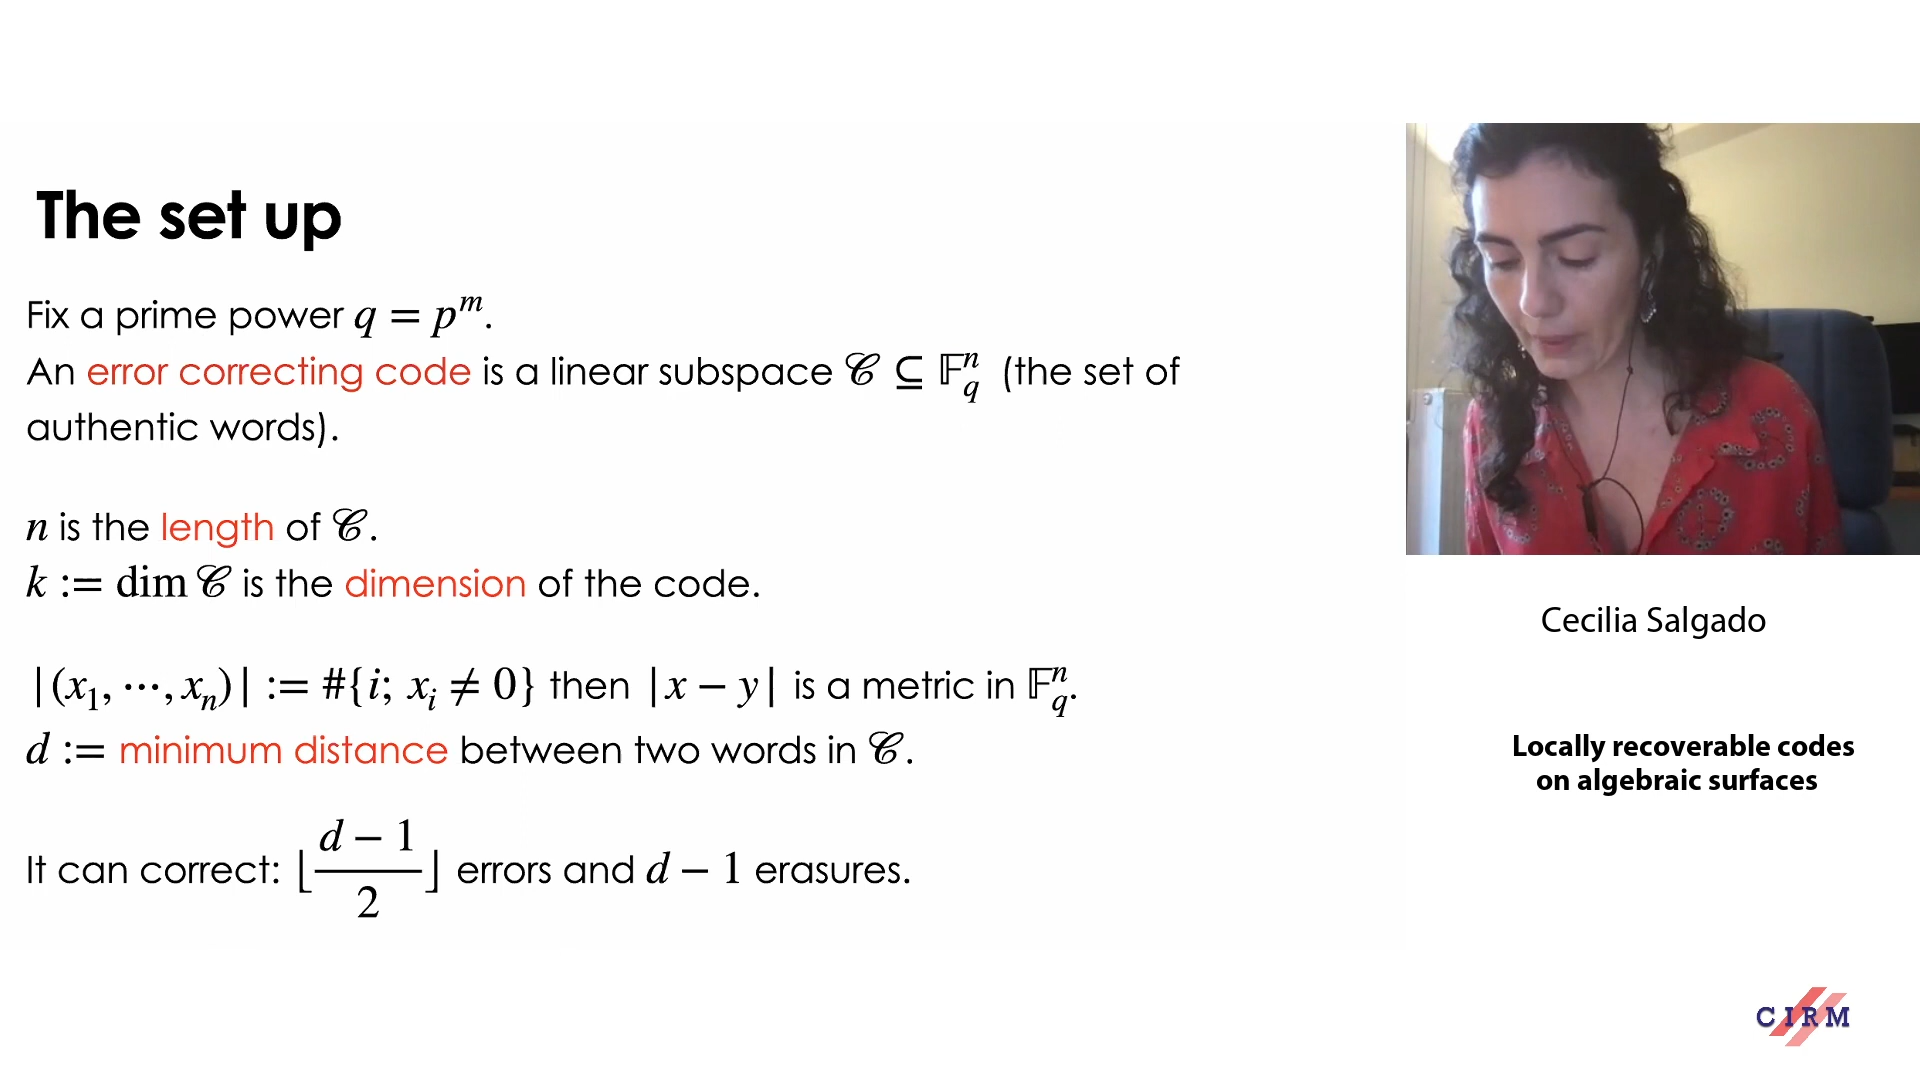 The set up
Fix a prime power q = p^m.
An error correcting code is a linear subspace 𝒞 ⊆ 𝔽_q^n (the set of
authentic words).
n is the length of 𝒞.
k := dim 𝒞 is the dimension of the code.
|(x_1, ⋯, x_n)| := #{i; x_i ≠ 0} then |x − y| is a metric in 𝔽_q^n.
d := minimum distance between two words in 𝒞.
It can correct: ⌊(d − 1)/2⌋ errors and d − 1 erasures.
Cecilia Salgado
Locally recoverable codes
on algebraic surfaces
CIRM